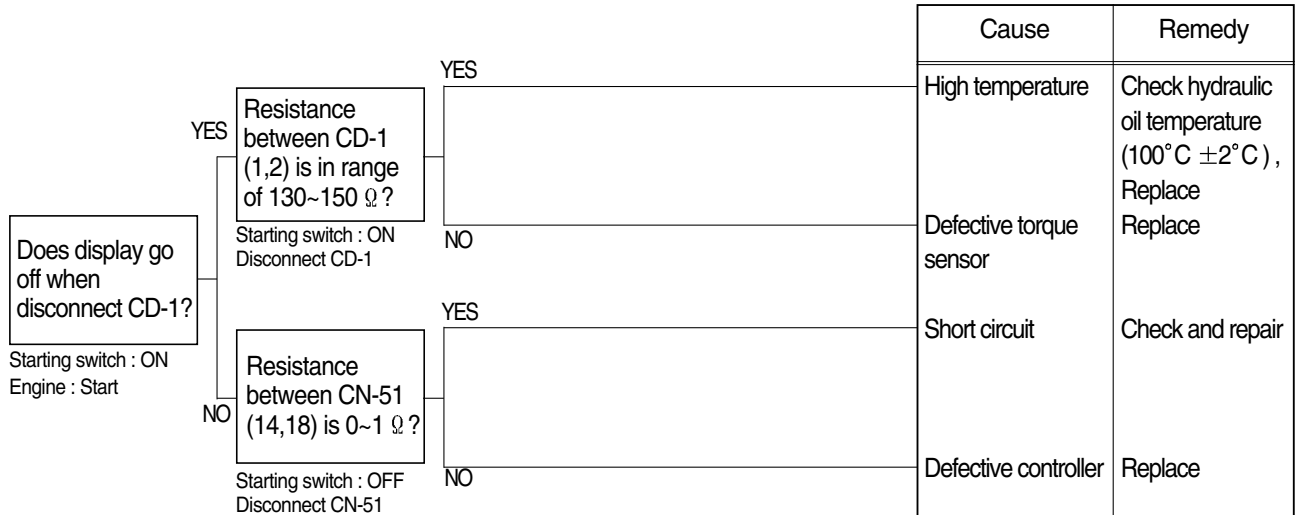 Cause
Remedy
YES
High temperature
Check hydraulic
oil temperature
(100°C ±2°C) ,
Replace
YES
Resistance
between CD-1
(1,2) is in range
of 130~150 Ω ?
Starting switch : ON
Disconnect CD-1
NO
Defective torque
sensor
Replace
Does display go
off when
disconnect CD-1?
Starting switch : ON
Engine : Start
YES
Short circuit
Check and repair
NO
Resistance
between CN-51
(14,18) is 0~1 Ω ?
Starting switch : OFF
Disconnect CN-51
NO
Defective controller
Replace